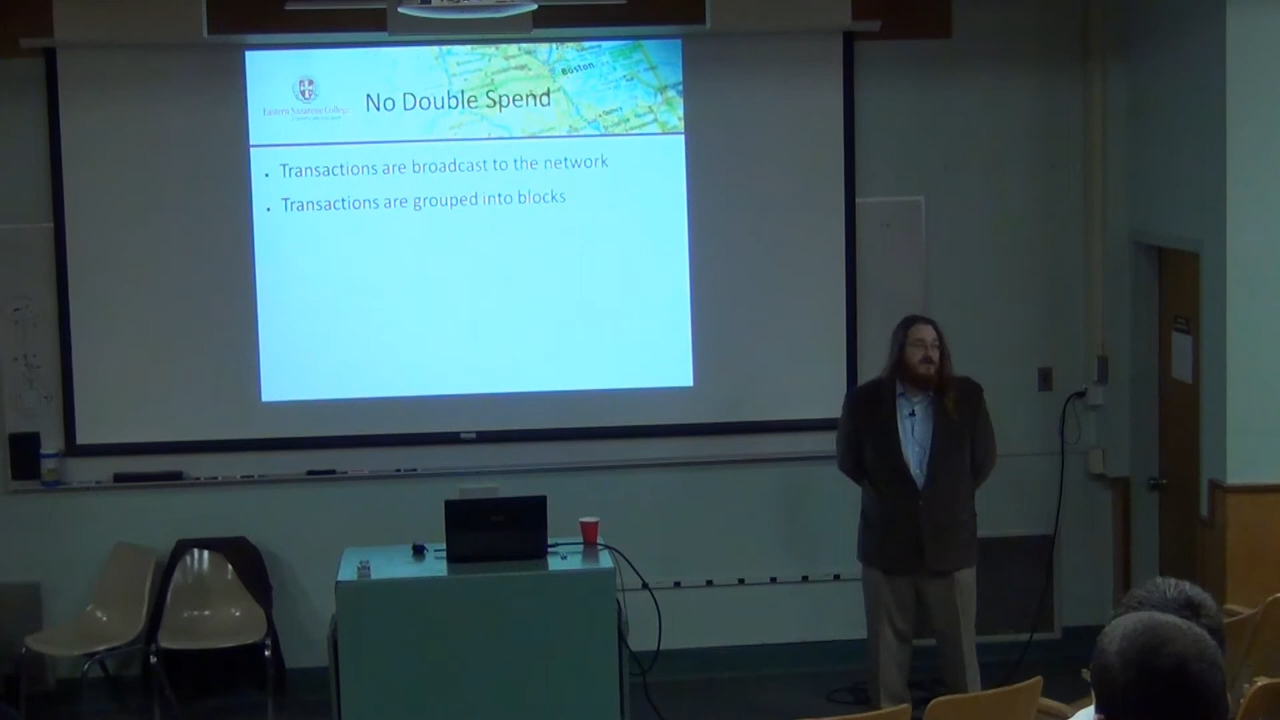 Boston
Eastern Nazarene College
No Double Spend
Transactions are broadcast to the network
Transactions are grouped into blocks